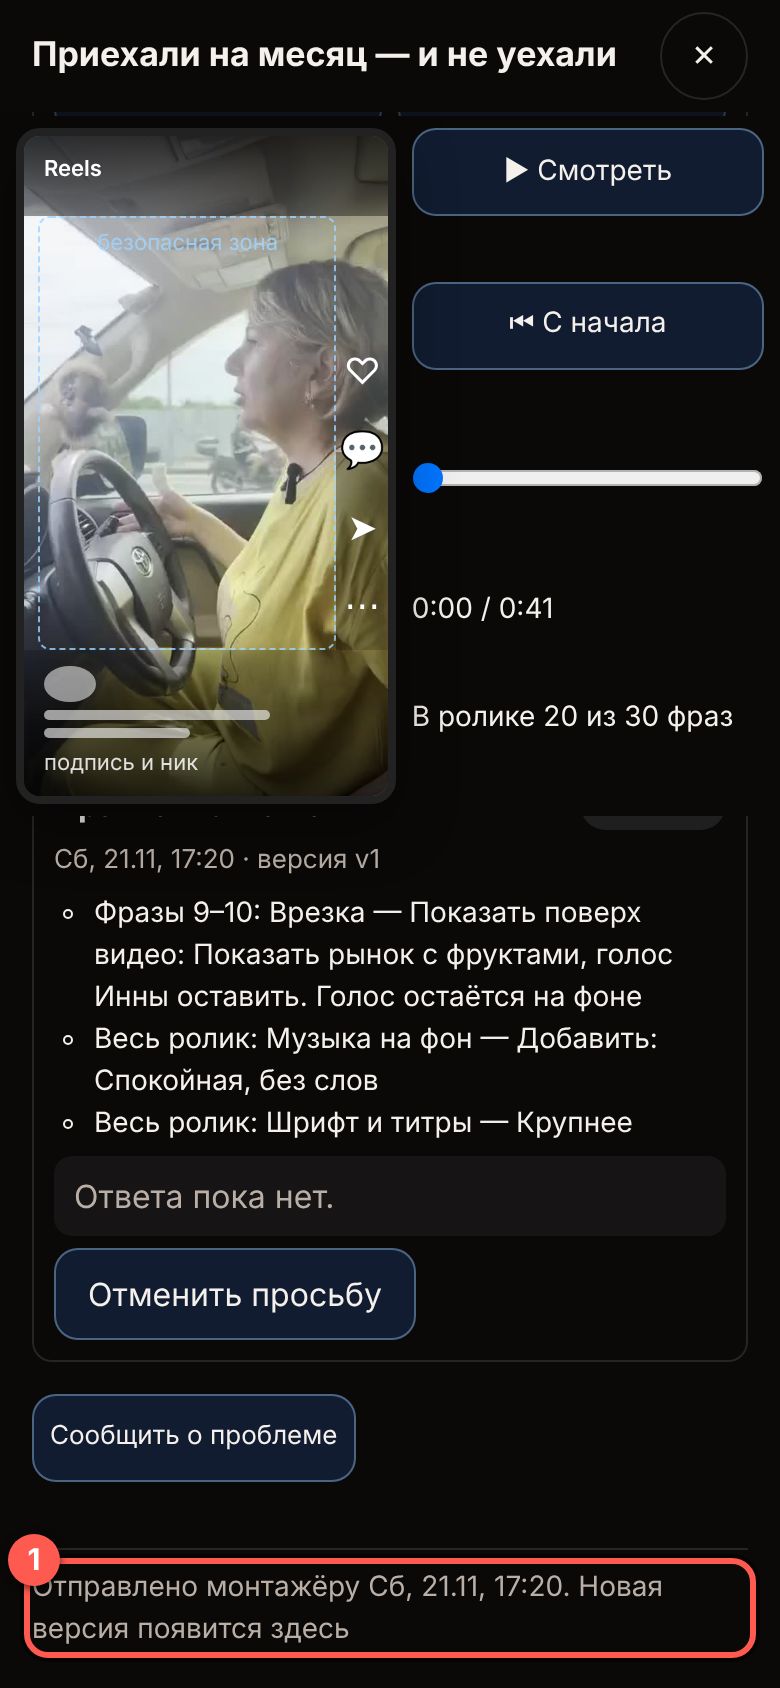 Приехали на месяц — и не уехали
✕
Reels
безопасная зона
подпись и ник
▶ Смотреть
⏮ С начала
0:00 / 0:41
В ролике 20 из 30 фраз
Сб, 21.11, 17:20 · версия v1
Фразы 9–10: Врезка — Показать поверх
видео: Показать рынок с фруктами, голос
Инны оставить. Голос остаётся на фоне
Весь ролик: Музыка на фон — Добавить:
Спокойная, без слов
Весь ролик: Шрифт и титры — Крупнее
Ответа пока нет.
Отменить просьбу
Сообщить о проблеме
1
Отправлено монтажёру Сб, 21.11, 17:20. Новая
версия появится здесь